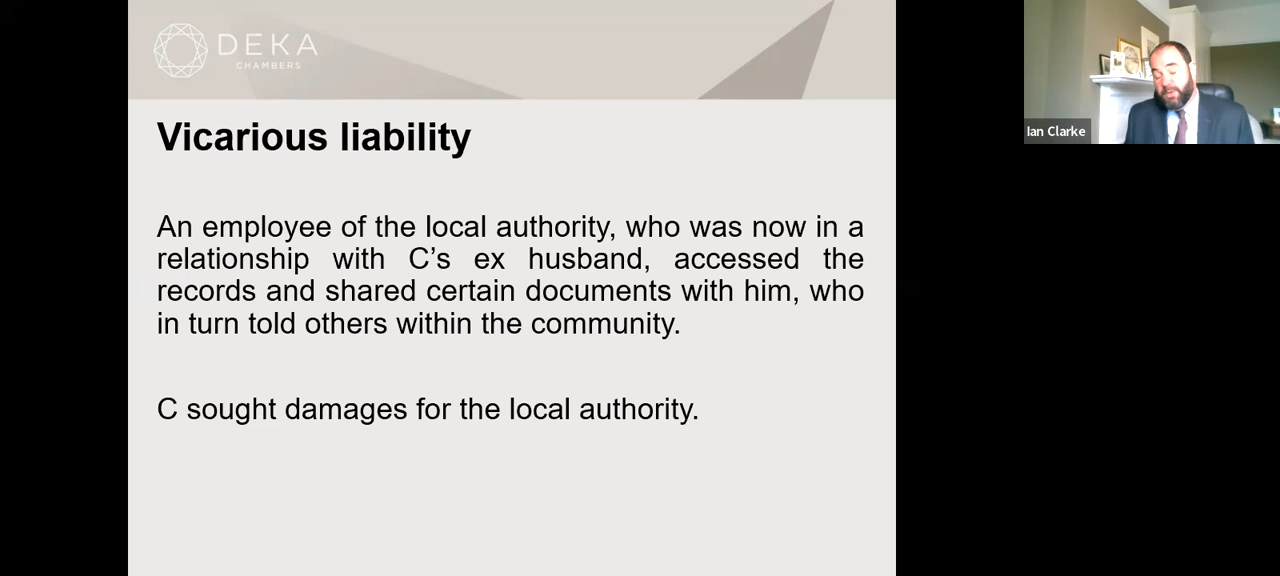 DEKA
CHAMBERS
Vicarious liability
An employee of the local authority, who was now in a
relationship with C’s ex husband, accessed the
records and shared certain documents with him, who
in turn told others within the community.
C sought damages for the local authority.
Ian Clarke